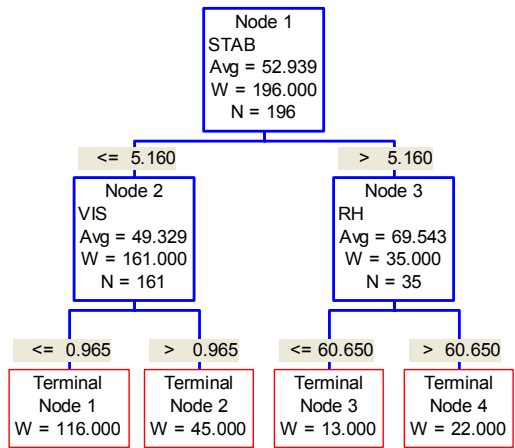 Node 1
STAB
Avg = 52.939
W = 196.000
N = 196
<= 5.160
> 5.160
Node 2
VIS
Avg = 49.329
W = 161.000
N = 161
Node 3
RH
Avg = 69.543
W = 35.000
N = 35
<= 0.965
> 0.965
<= 60.650
> 60.650
Terminal
Node 1
W = 116.000
Terminal
Node 2
W = 45.000
Terminal
Node 3
W = 13.000
Terminal
Node 4
W = 22.000